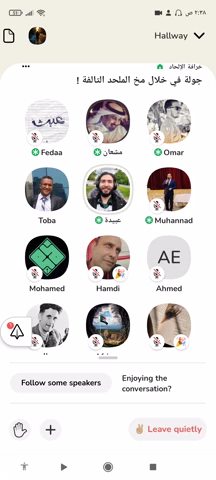 ٢:٣٨ ص
Hallway
خرافة الإلحاد
جولة في خلال مخ الملحد التالفة !
Fedaa
مشعان
Omar
Toba
عبيدة
Muhannad
AE
Mohamed
Hamdi
Ahmed
Follow some speakers
Enjoying the conversation?
Leave quietly